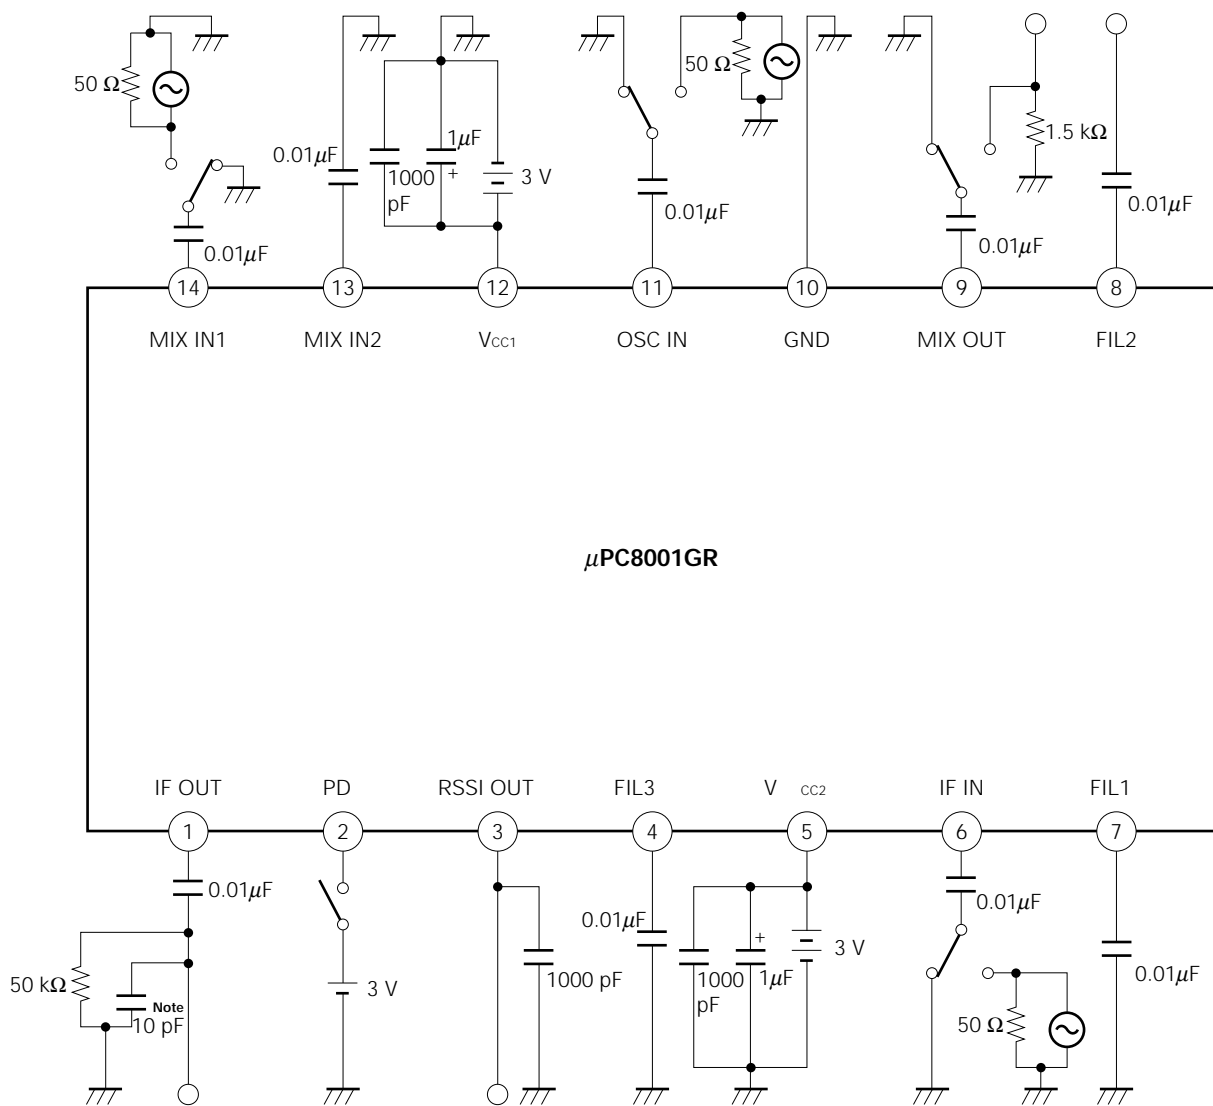 50 Ω
0.01μF
0.01μF
1000
pF
1μF
+
3 V
0.01μF
50 Ω
0.01μF
1.5 kΩ
0.01μF
14
13
12
11
10
9
8
MIX IN1
MIX IN2
VCC1
OSC IN
GND
MIX OUT
FIL2
μPC8001GR
IF OUT
PD
RSSI OUT
FIL3
V CC2
IF IN
FIL1
1
2
3
4
5
6
7
0.01μF
50 kΩ
Note
10 pF
3 V
1000 pF
0.01μF
1000
pF
+
1μF
3 V
0.01μF
50 Ω
0.01μF